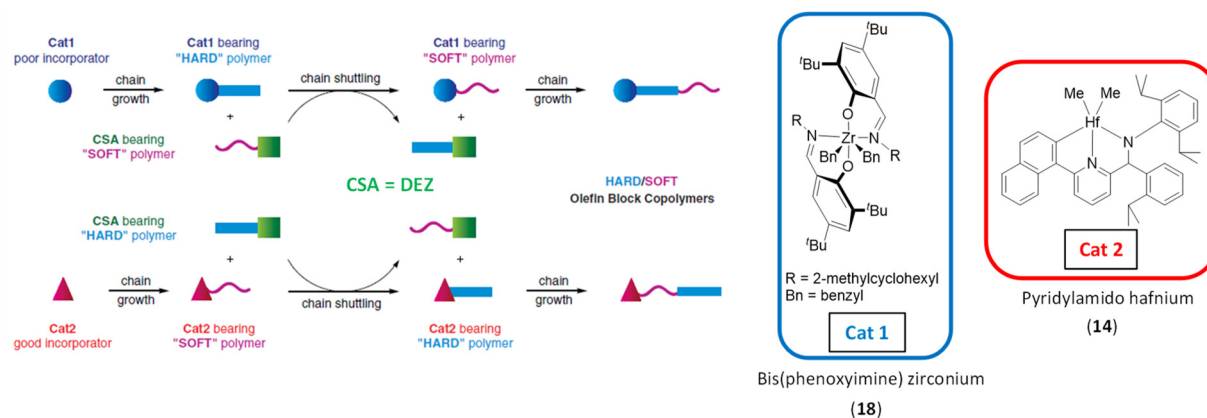 Cat1
poor incorporator
chain
growth
Cat1 bearing
"HARD" polymer
+
CSA bearing
"SOFT" polymer
chain shuttling
Cat1 bearing
"SOFT" polymer
+
chain
growth
CSA = DEZ
HARD/SOFT
Olefin Block Copolymers
CSA bearing
"HARD" polymer
+
+
chain
growth
chain shuttling
chain
growth
Cat2
good incorporator
Cat2 bearing
"SOFT" polymer
Cat2 bearing
"HARD" polymer
tBu
tBu
O
R
N
Zr
N
R
Bn
Bn
O
tBu
tBu
R = 2-methylcyclohexyl
Bn = benzyl
Cat 1
Bis(phenoxyimine) zirconium
(18)
Me
Me
Hf
N
N
Cat 2
Pyridylamido hafnium
(14)